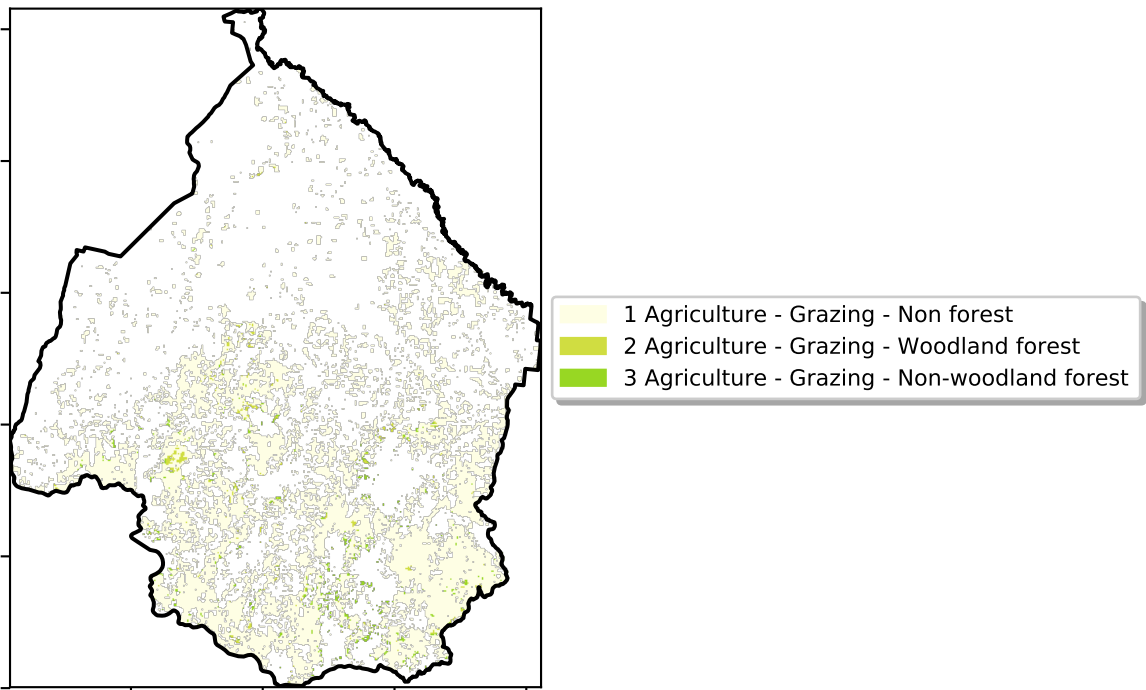 1 Agriculture - Grazing - Non forest
2 Agriculture - Grazing - Woodland forest
3 Agriculture - Grazing - Non-woodland forest